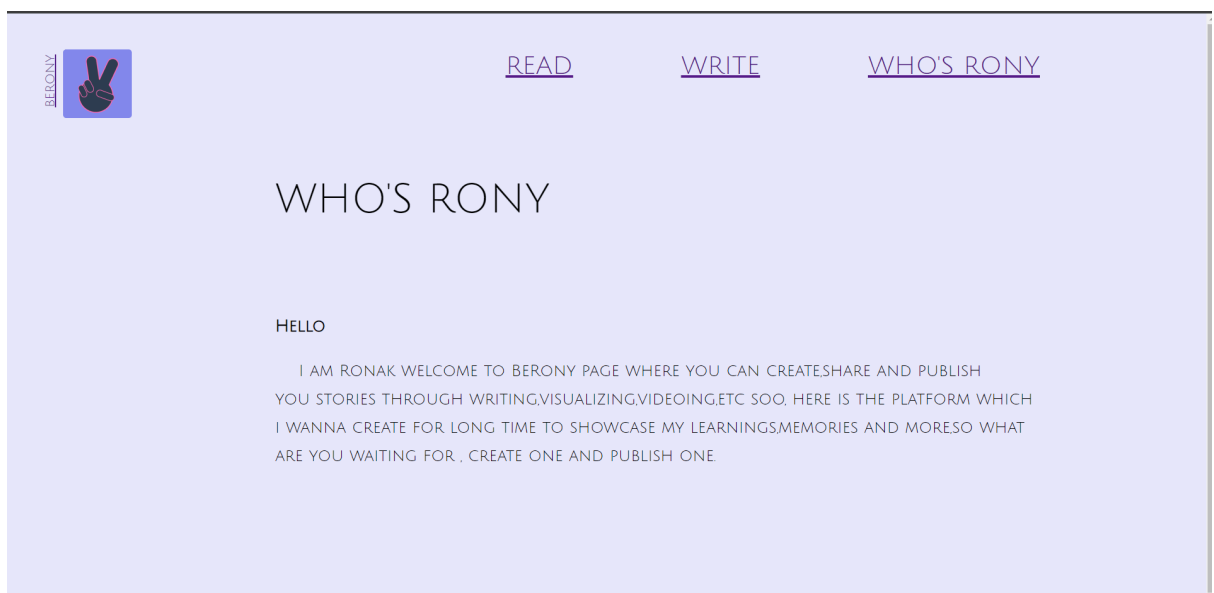 BERONY
READ WRITE WHO'S RONY
WHO'S RONY
Hello
I am Ronak welcome to BeRony page where you can create,share and publish
you stories through writing,visualizing,videoing,etc soo, here is the platform which
i wanna create for long time to showcase my learnings,memories and more,so what
are you waiting for , create one and publish one.